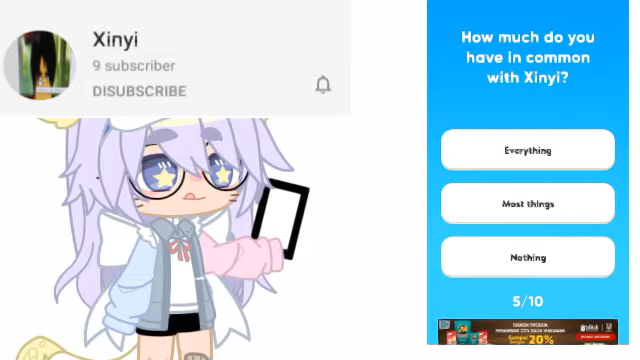 Xinyi
9 subscriber
DISUBSCRIBE
How much do you
have in common
with Xinyi?
Everything
Most things
Nothing
5/10
20%